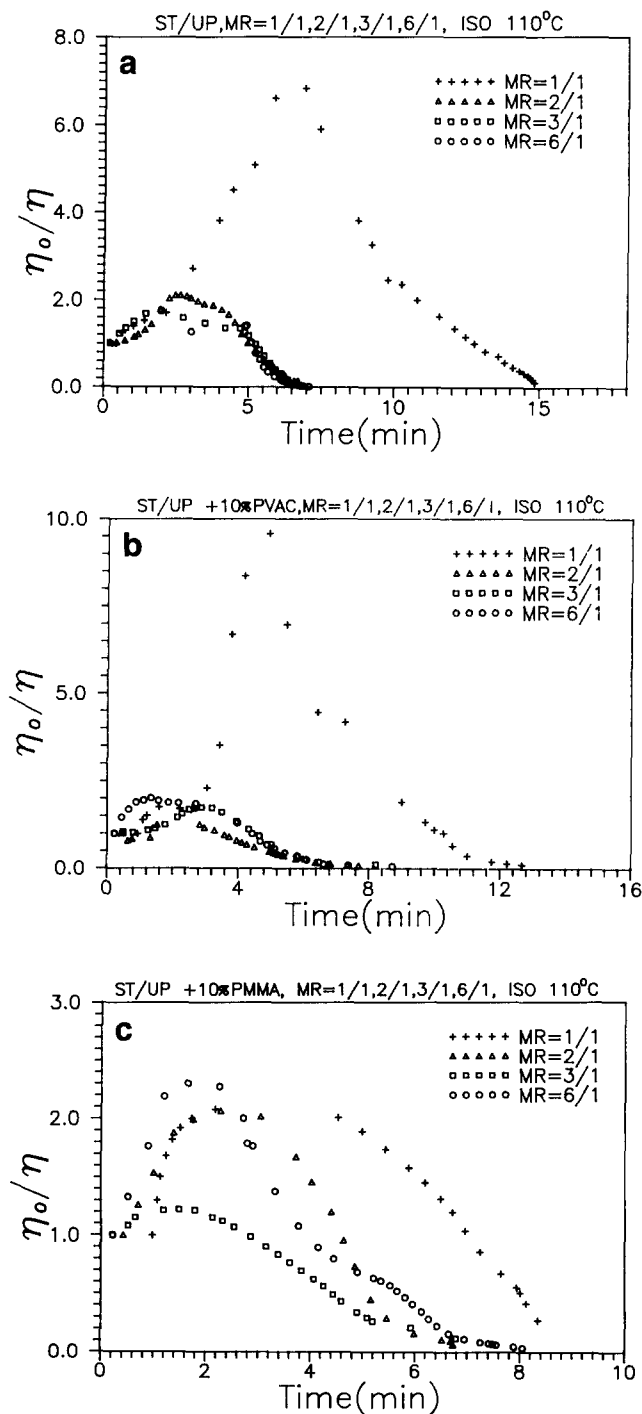 ST/UP,MR=1/1,2/1,3/1,6/1, ISO 110°C
a
8.0
6.0
4.0
2.0
0.0
ηo/η
+ + + + + MR=1/1
▲ ▲ ▲ ▲ ▲ MR=2/1
□ □ □ □ □ MR=3/1
○ ○ ○ ○ ○ MR=6/1
0 5 10 15
Time(min)
ST/UP +10%PVAC,MR=1/1,2/1,3/1,6/1, ISO 110°C
b
10.0
5.0
0.0
ηo/η
+ + + + + MR=1/1
▲ ▲ ▲ ▲ ▲ MR=2/1
□ □ □ □ □ MR=3/1
○ ○ ○ ○ ○ MR=6/1
0 4 8 12 16
Time(min)
ST/UP +10%PMMA, MR=1/1,2/1,3/1,6/1, ISO 110°C
c
3.0
2.0
1.0
0.0
ηo/η
+ + + + + MR=1/1
▲ ▲ ▲ ▲ ▲ MR=2/1
□ □ □ □ □ MR=3/1
○ ○ ○ ○ ○ MR=6/1
0 2 4 6 8 10
Time(min)